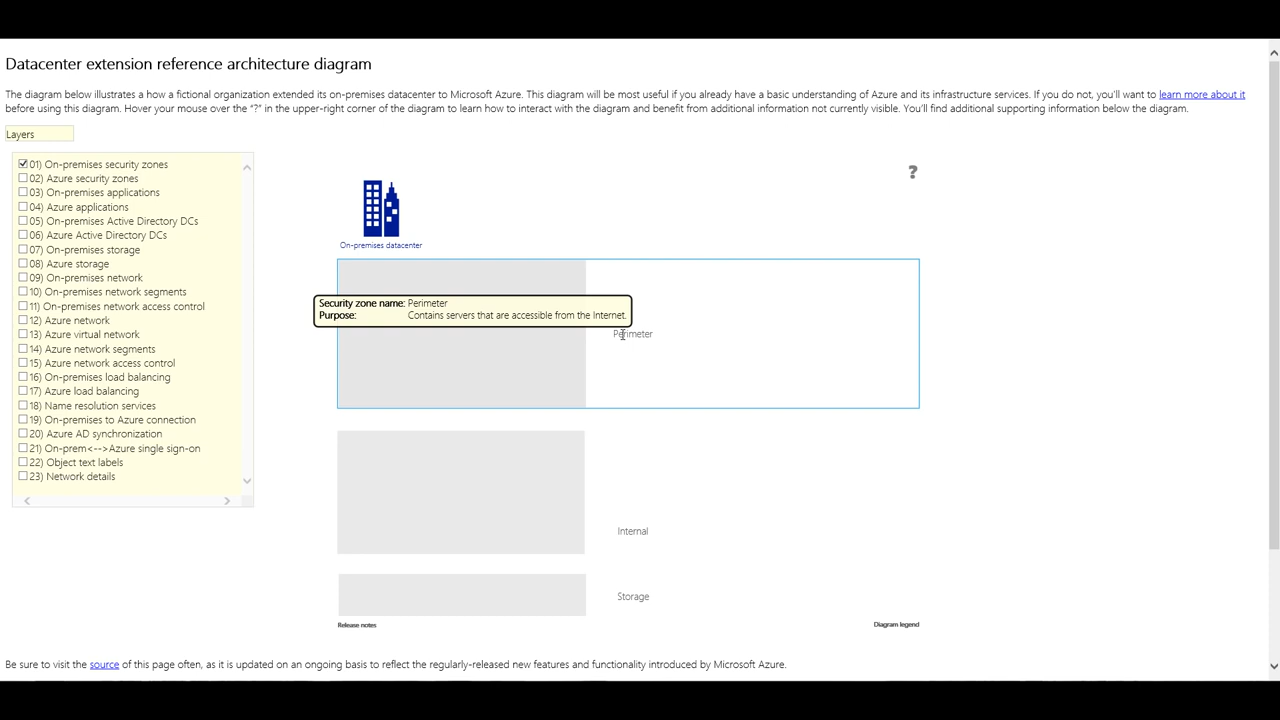 Datacenter extension reference architecture diagram
The diagram below illustrates a how a fictional organization extended its on-premises datacenter to Microsoft Azure. This diagram will be most useful if you already have a basic understanding of Azure and its infrastructure services. If you do not, you'll want to learn more about it
before using this diagram. Hover your mouse over the "?" in the upper-right corner of the diagram to learn how to interact with the diagram and benefit from additional information not currently visible. You'll find additional supporting information below the diagram.
Layers
01) On-premises security zones
02) Azure security zones
03) On-premises applications
04) Azure applications
05) On-premises Active Directory DCs
06) Azure Active Directory DCs
07) On-premises storage
08) Azure storage
09) On-premises network
10) On-premises network segments
11) On-premises network access control
12) Azure network
13) Azure virtual network
14) Azure network segments
15) Azure network access control
16) On-premises load balancing
17) Azure load balancing
18) Name resolution services
19) On-premises to Azure connection
20) Azure AD synchronization
21) On-prem<-->Azure single sign-on
22) Object text labels
23) Network details
?
On-premises datacenter
Security zone name: Perimeter
Purpose: Contains servers that are accessible from the Internet.
Perimeter
Internal
Storage
Release notes
Diagram legend
Be sure to visit the source of this page often, as it is updated on an ongoing basis to reflect the regularly-released new features and functionality introduced by Microsoft Azure.